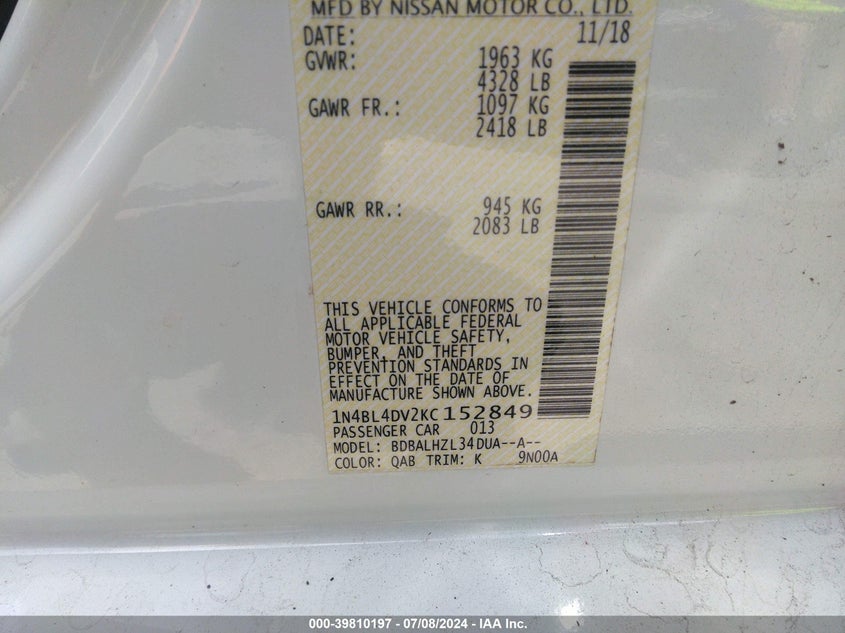 MFD BY NISSAN MOTOR CO., LTD.
DATE: 11/18
GVWR: 1963 KG
4328 LB
GAWR FR.: 1097 KG
2418 LB
GAWR RR.: 945 KG
2083 LB
THIS VEHICLE CONFORMS TO
ALL APPLICABLE FEDERAL
MOTOR VEHICLE SAFETY,
BUMPER, AND THEFT
PREVENTION STANDARDS IN
EFFECT ON THE DATE OF
MANUFACTURE SHOWN ABOVE.
1N4BL4DV2KC152849
PASSENGER CAR 013
MODEL: BDBALHZL34DUA--A--
COLOR: QAB TRIM: K 9N00A
000-39810197 - 07/08/2024 - IAA Inc.